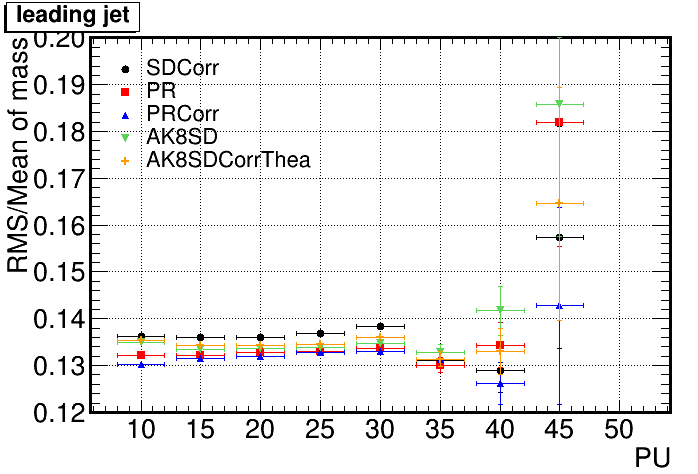 leading jet
RMS/Mean of mass
0.20
0.19
0.18
0.17
0.16
0.15
0.14
0.13
0.12
SDCorr
PR
PRCorr
AK8SD
AK8SDCorrThea
10 15 20 25 30 35 40 45 50
PU